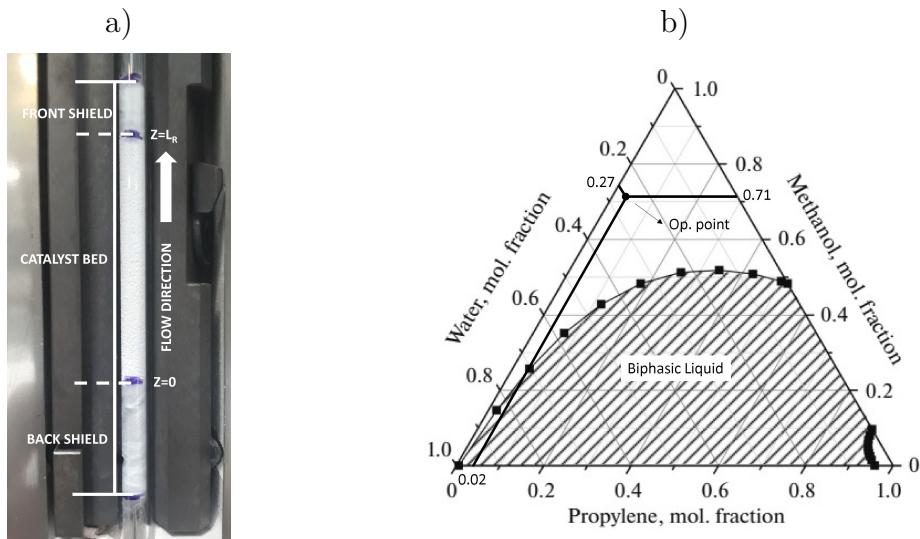 a)
FRONT SHIELD
Z=L_R
CATALYST BED
FLOW DIRECTION
Z=0
BACK SHIELD
b)
0
1.0
0.2
0.8
0.27
0.71
Op. point
Water, mol. fraction
Methanol, mol. fraction
0.4
0.6
0.6
0.4
Biphasic Liquid
0.8
0.2
1.0
0
0.02
0
0.2
0.4
0.6
0.8
1.0
Propylene, mol. fraction